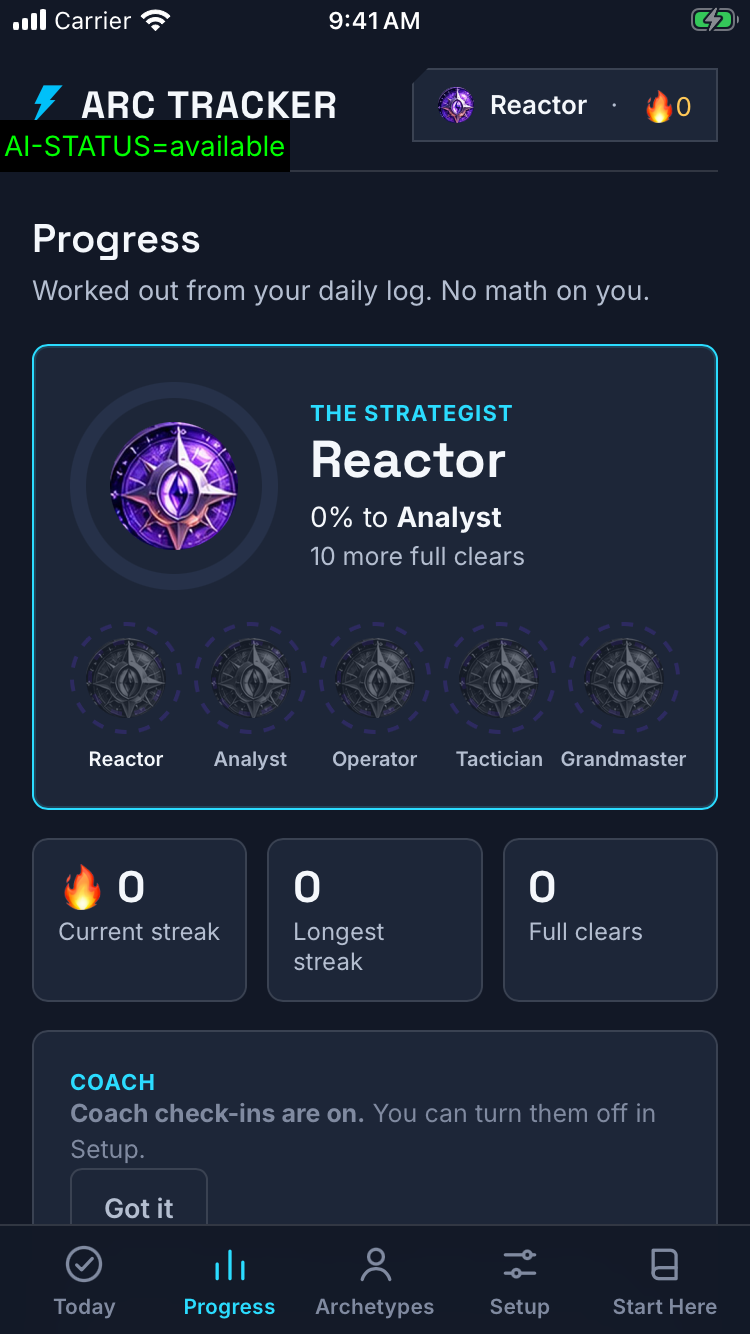 Carrier
9:41 AM
ARC TRACKER
Reactor · 🔥0
AI-STATUS=available
Progress
Worked out from your daily log. No math on you.
THE STRATEGIST
Reactor
0% to Analyst
10 more full clears
Reactor
Analyst
Operator
Tactician
Grandmaster
🔥 0
Current streak
0
Longest
streak
0
Full clears
COACH
Coach check-ins are on. You can turn them off in
Setup.
Got it
Today
Progress
Archetypes
Setup
Start Here